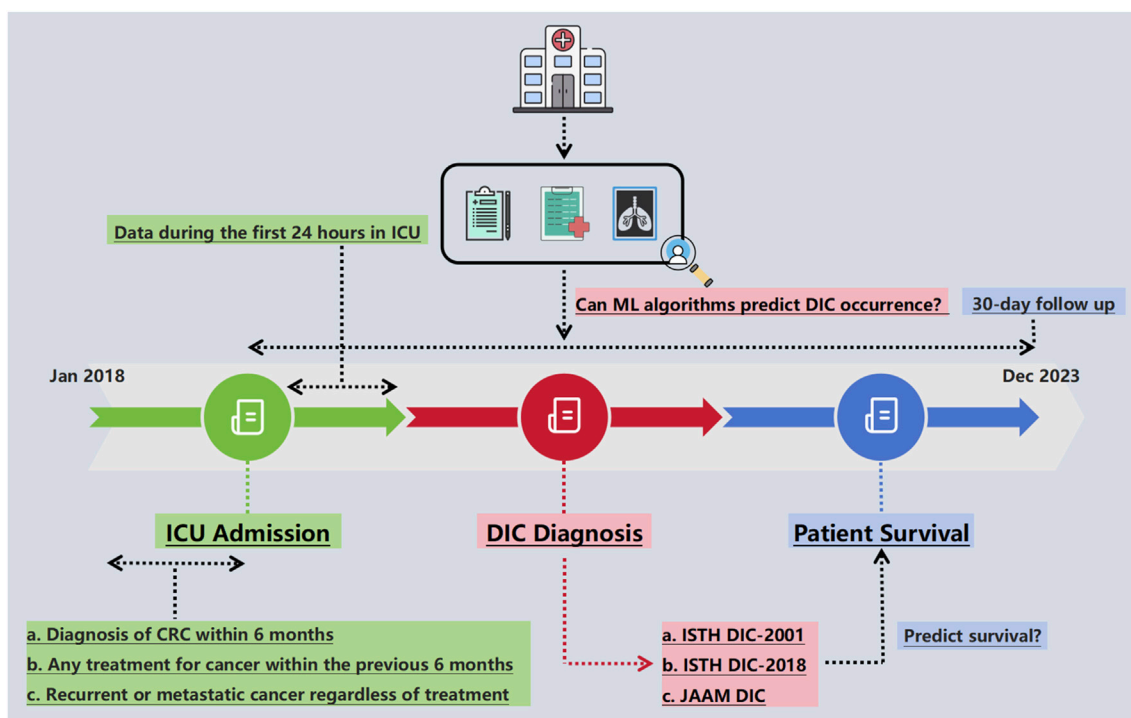 Data during the first 24 hours in ICU
Can ML algorithms predict DIC occurrence?
30-day follow up
Jan 2018
Dec 2023
ICU Admission
DIC Diagnosis
Patient Survival
a. Diagnosis of CRC within 6 months
b. Any treatment for cancer within the previous 6 months
c. Recurrent or metastatic cancer regardless of treatment
a. ISTH DIC-2001
b. ISTH DIC-2018
c. JAAM DIC
Predict survival?